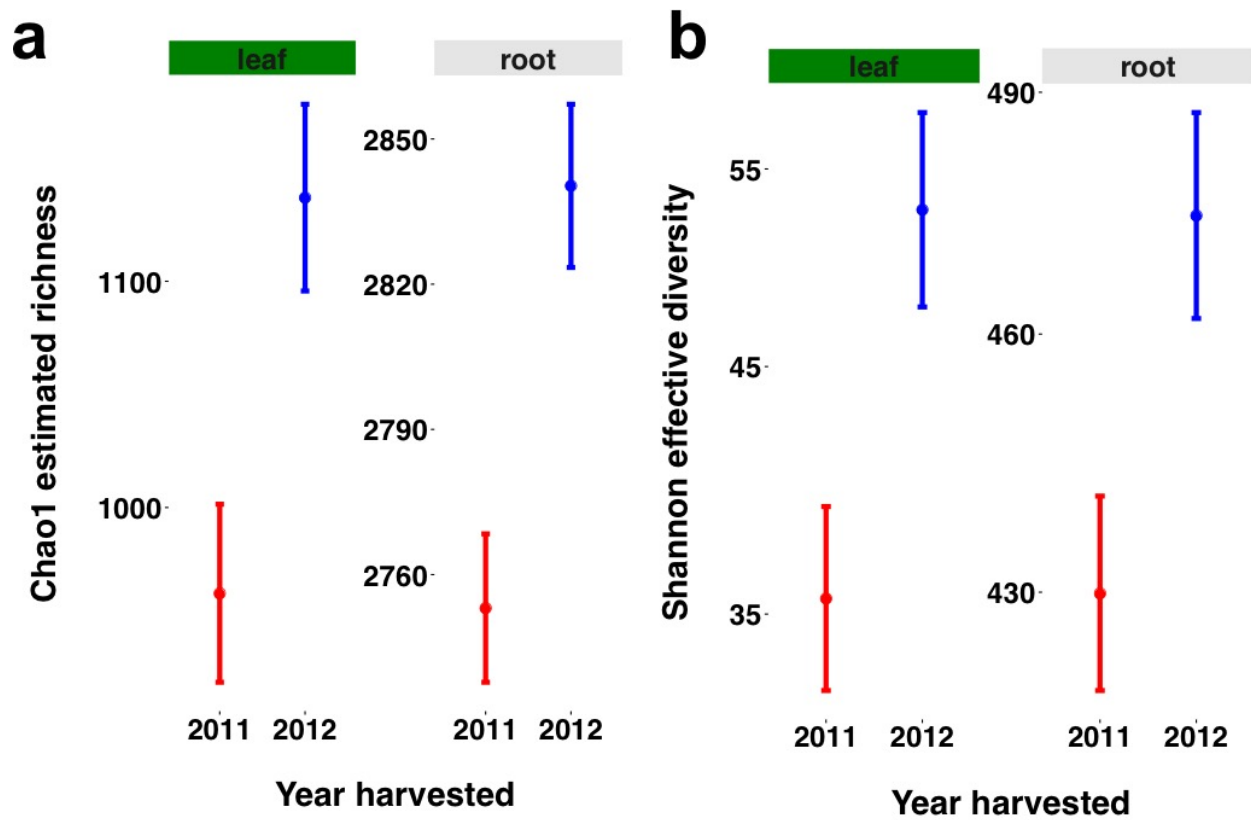 a
leaf
root
1100
1000
2850
2820
2790
2760
Chao1 estimated richness
2011 2012
2011 2012
Year harvested
b
leaf
root
55
45
35
490
460
430
Shannon effective diversity
2011 2012
2011 2012
Year harvested